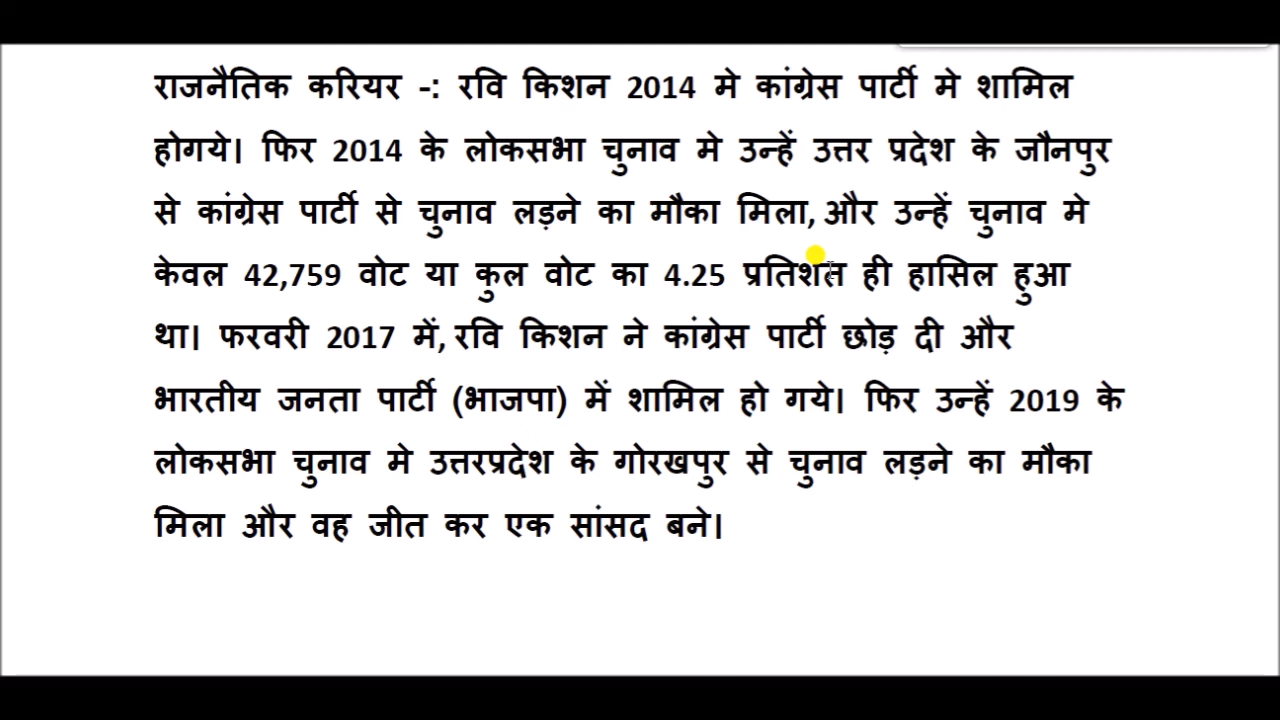 राजनैतिक करियर -: रवि किशन 2014 मे कांग्रेस पार्टी मे शामिल
होगये। फिर 2014 के लोकसभा चुनाव मे उन्हें उत्तर प्रदेश के जौनपुर
से कांग्रेस पार्टी से चुनाव लड़ने का मौका मिला, और उन्हें चुनाव मे
केवल 42,759 वोट या कुल वोट का 4.25 प्रतिशत ही हासिल हुआ
था। फरवरी 2017 में, रवि किशन ने कांग्रेस पार्टी छोड़ दी और
भारतीय जनता पार्टी (भाजपा) में शामिल हो गये। फिर उन्हें 2019 के
लोकसभा चुनाव मे उत्तरप्रदेश के गोरखपुर से चुनाव लड़ने का मौका
मिला और वह जीत कर एक सांसद बने।